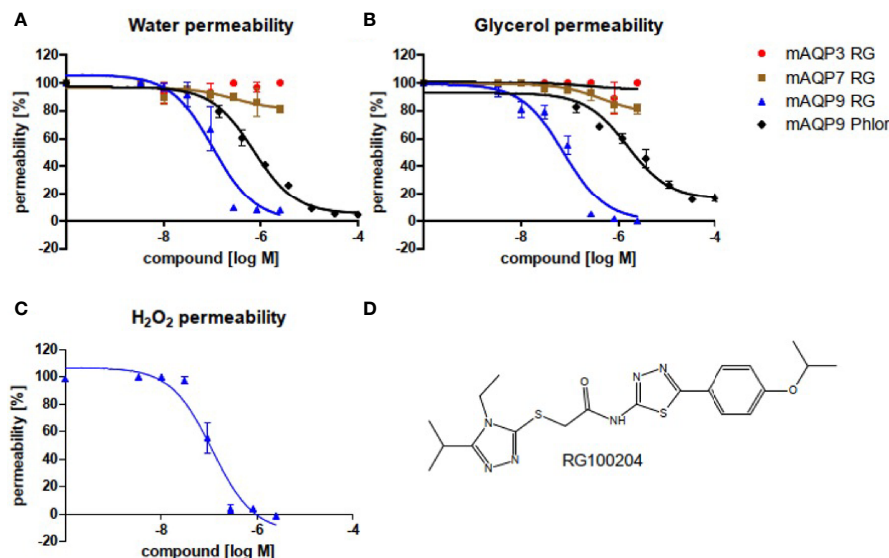 A
Water permeability
120
100
80
60
40
20
0
-20
-8
-6
-4
permeability [%]
compound [log M]
B
Glycerol permeability
120
100
80
60
40
20
0
20
-8
-6
-4
permeability [%]
compound [log M]
mAQP3 RG
mAQP7 RG
mAQP9 RG
mAQP9 Phlor
C
H₂O₂ permeability
120
100
80
60
40
20
0
-20
-8
-6
-4
permeability [%]
compound [log M]
D
N
N
N
S
O
NH
N
N
S
O
RG100204